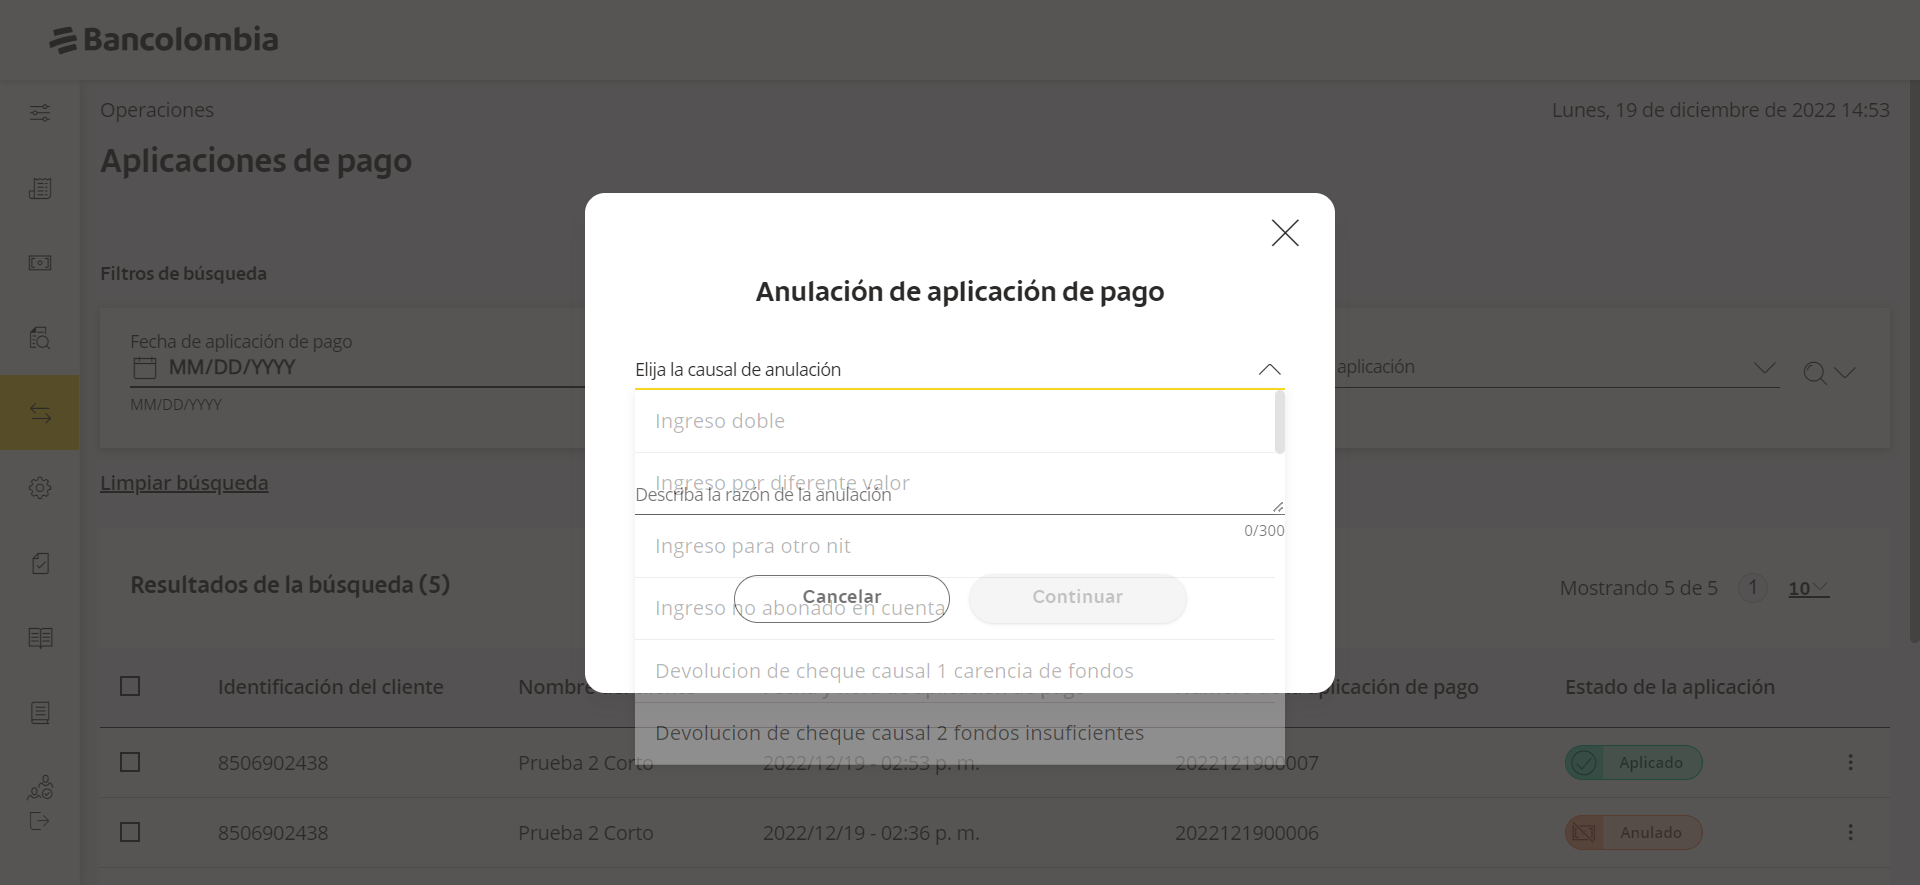 Bancolombia
Operaciones
Lunes, 19 de diciembre de 2022 14:53
Aplicaciones de pago
Filtros de búsqueda
Fecha de aplicación de pago
MM/DD/YYYY
MM/DD/YYYY
aplicación
Limpiar búsqueda
Anulación de aplicación de pago
Elija la causal de anulación
Ingreso doble
Ingreso por diferente valor
Describa la razón de la anulación
0/300
Ingreso para otro nit
Cancelar
Continuar
Ingreso no abonado en cuenta
Devolucion de cheque causal 1 carencia de fondos
Devolucion de cheque causal 2 fondos insuficientes
Resultados de la búsqueda (5)
Mostrando 5 de 5 1 10
Identificación del cliente Nombre aplicación de pago Estado de la aplicación
8506902438 Prueba 2 Corto 2022/12/19 - 02:53 p. m. 2022121900007 Aplicado
8506902438 Prueba 2 Corto 2022/12/19 - 02:36 p. m. 2022121900006 Anulado